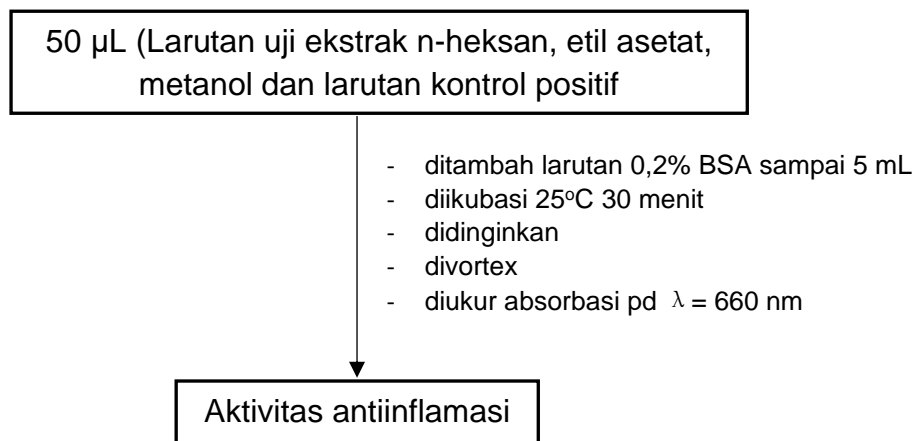 50 µL (Larutan uji ekstrak n-heksan, etil asetat,
metanol dan larutan kontrol positif
- ditambah larutan 0,2% BSA sampai 5 mL
- diikubasi 25oC 30 menit
- didinginkan
- divortex
- diukur absorbasi pd λ = 660 nm
Aktivitas antiinflamasi